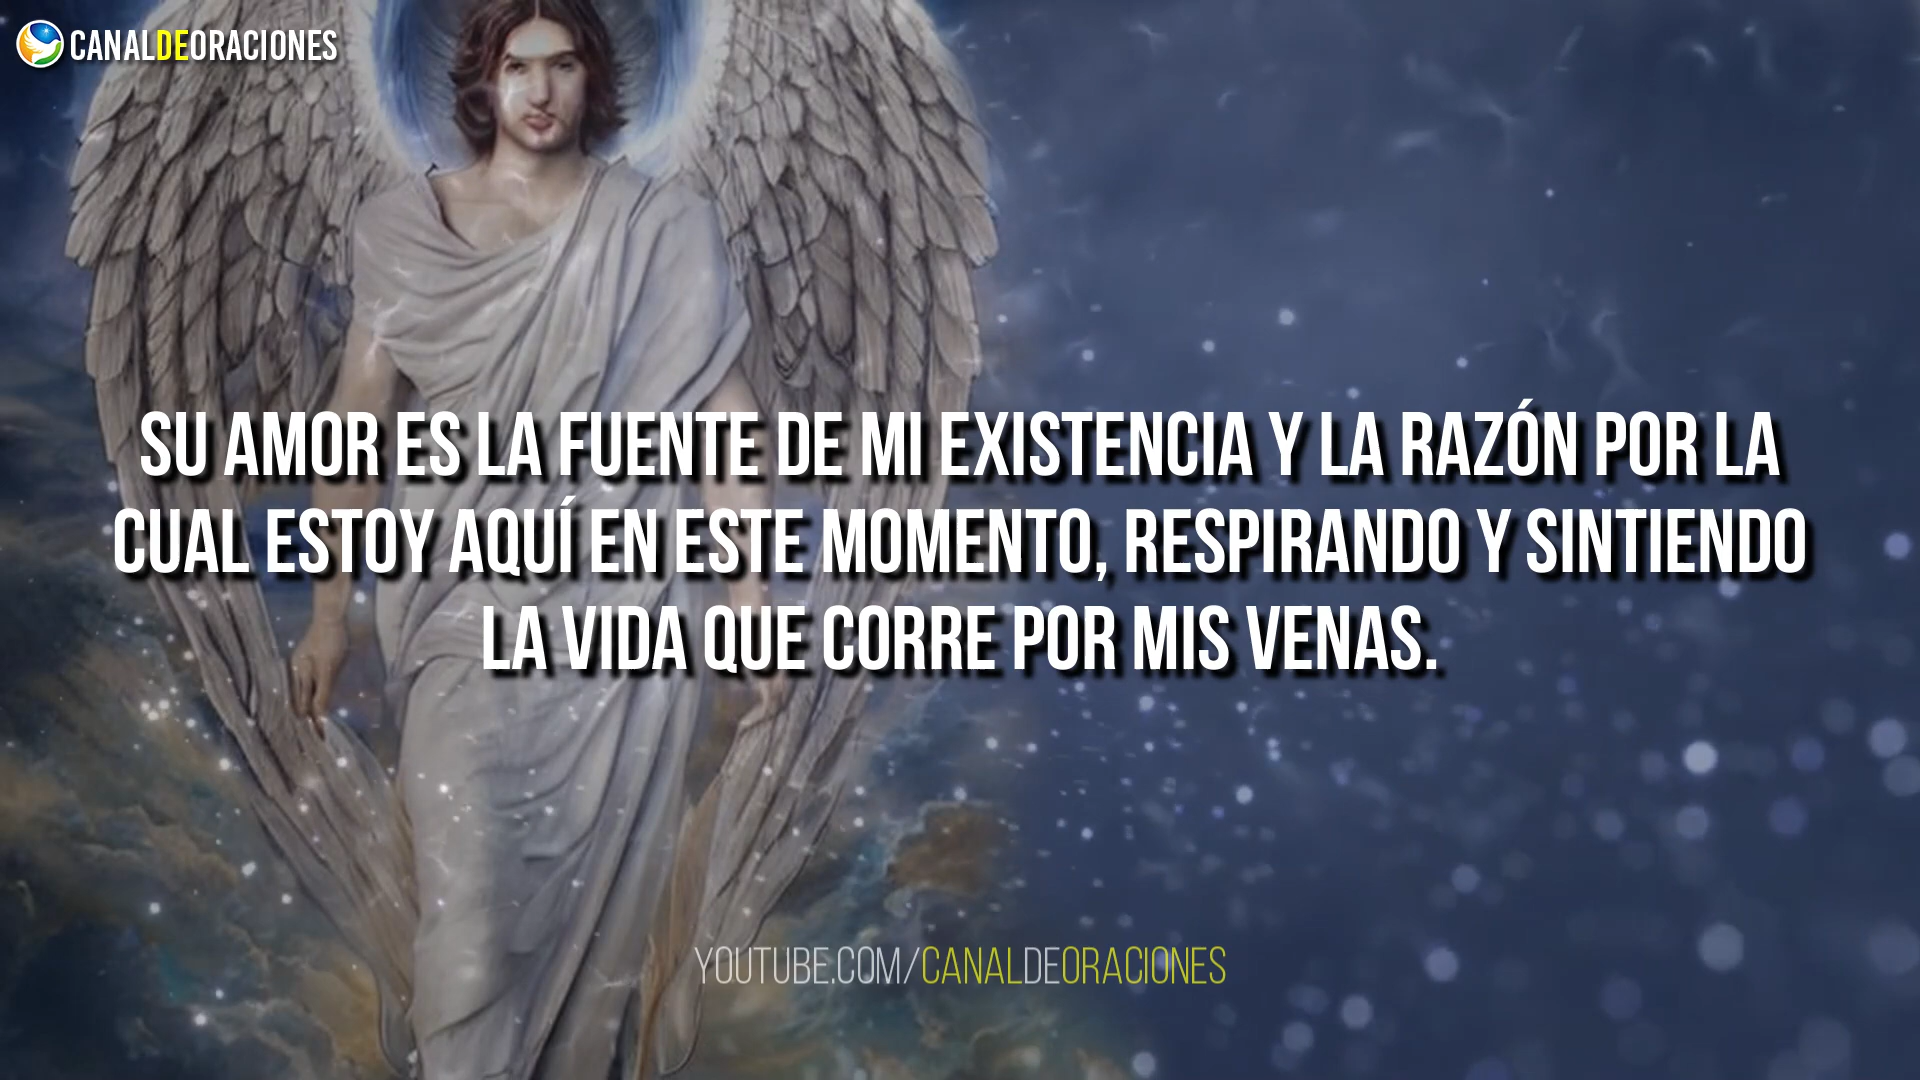 CANALDEORACIONES
SU AMOR ES LA FUENTE DE MI EXISTENCIA Y LA RAZÓN POR LA
CUAL ESTOY AQUÍ EN ESTE MOMENTO, RESPIRANDO Y SINTIENDO
LA VIDA QUE CORRE POR MIS VENAS.
YOUTUBE.COM/CANALDEORACIONES